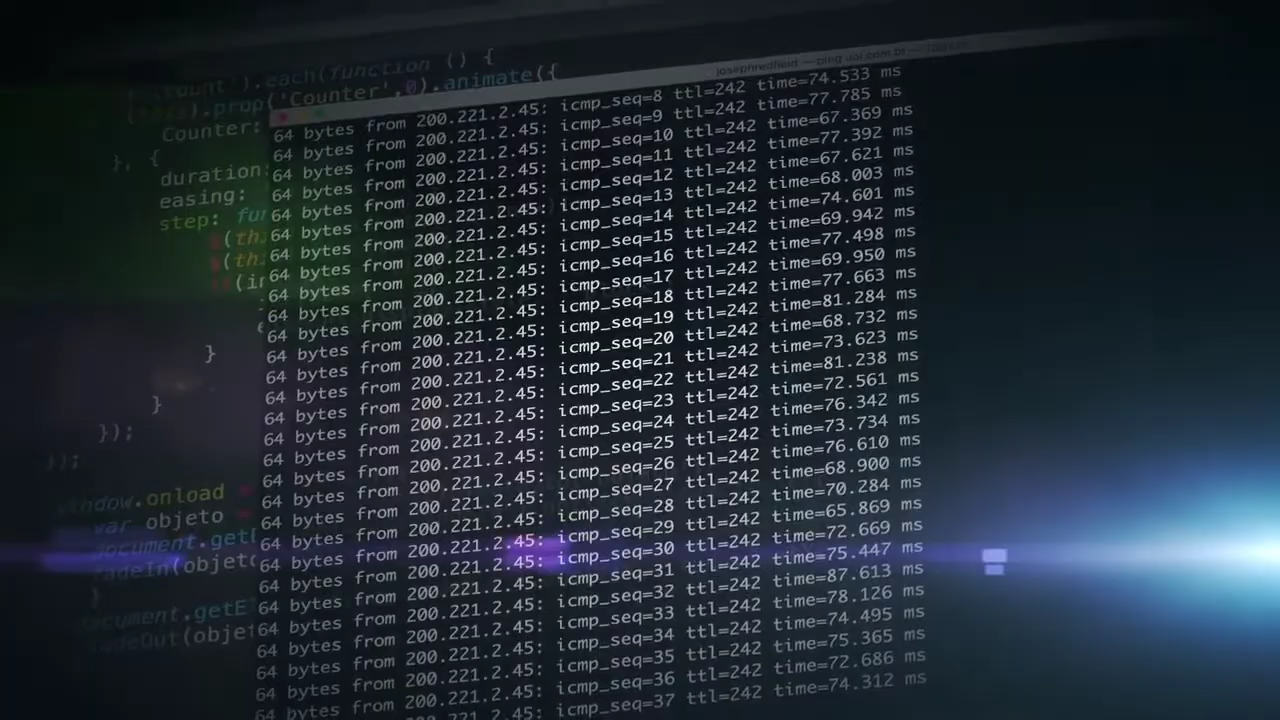 josephredfield — ping uol.com.br
.each(function () {
.prop('Counter',0).animate({
Counter:
}, {
duration:
easing:
step:
}
}
});
});
window.onload
var objeto
document.get
fadeIn(objet
}
document.getE
fadeOut(objet
64 bytes from 200.221.2.45: icmp_seq=8 ttl=242 time=74.533 ms
64 bytes from 200.221.2.45: icmp_seq=9 ttl=242 time=77.785 ms
64 bytes from 200.221.2.45: icmp_seq=10 ttl=242 time=67.369 ms
64 bytes from 200.221.2.45: icmp_seq=11 ttl=242 time=77.392 ms
64 bytes from 200.221.2.45: icmp_seq=12 ttl=242 time=67.621 ms
64 bytes from 200.221.2.45: icmp_seq=13 ttl=242 time=68.003 ms
64 bytes from 200.221.2.45: icmp_seq=14 ttl=242 time=74.601 ms
64 bytes from 200.221.2.45: icmp_seq=15 ttl=242 time=69.942 ms
64 bytes from 200.221.2.45: icmp_seq=16 ttl=242 time=77.498 ms
64 bytes from 200.221.2.45: icmp_seq=17 ttl=242 time=69.950 ms
64 bytes from 200.221.2.45: icmp_seq=18 ttl=242 time=77.663 ms
64 bytes from 200.221.2.45: icmp_seq=19 ttl=242 time=81.284 ms
64 bytes from 200.221.2.45: icmp_seq=20 ttl=242 time=68.732 ms
64 bytes from 200.221.2.45: icmp_seq=21 ttl=242 time=73.623 ms
64 bytes from 200.221.2.45: icmp_seq=22 ttl=242 time=81.238 ms
64 bytes from 200.221.2.45: icmp_seq=23 ttl=242 time=72.561 ms
64 bytes from 200.221.2.45: icmp_seq=24 ttl=242 time=76.342 ms
64 bytes from 200.221.2.45: icmp_seq=25 ttl=242 time=73.734 ms
64 bytes from 200.221.2.45: icmp_seq=26 ttl=242 time=76.610 ms
64 bytes from 200.221.2.45: icmp_seq=27 ttl=242 time=68.900 ms
64 bytes from 200.221.2.45: icmp_seq=28 ttl=242 time=70.284 ms
64 bytes from 200.221.2.45: icmp_seq=29 ttl=242 time=65.869 ms
64 bytes from 200.221.2.45: icmp_seq=30 ttl=242 time=72.669 ms
64 bytes from 200.221.2.45: icmp_seq=31 ttl=242 time=75.447 ms
64 bytes from 200.221.2.45: icmp_seq=32 ttl=242 time=87.613 ms
64 bytes from 200.221.2.45: icmp_seq=33 ttl=242 time=78.126 ms
64 bytes from 200.221.2.45: icmp_seq=34 ttl=242 time=74.495 ms
64 bytes from 200.221.2.45: icmp_seq=35 ttl=242 time=75.365 ms
64 bytes from 200.221.2.45: icmp_seq=36 ttl=242 time=72.686 ms
64 bytes from 200.221.2.45: icmp_seq=37 ttl=242 time=74.312 ms